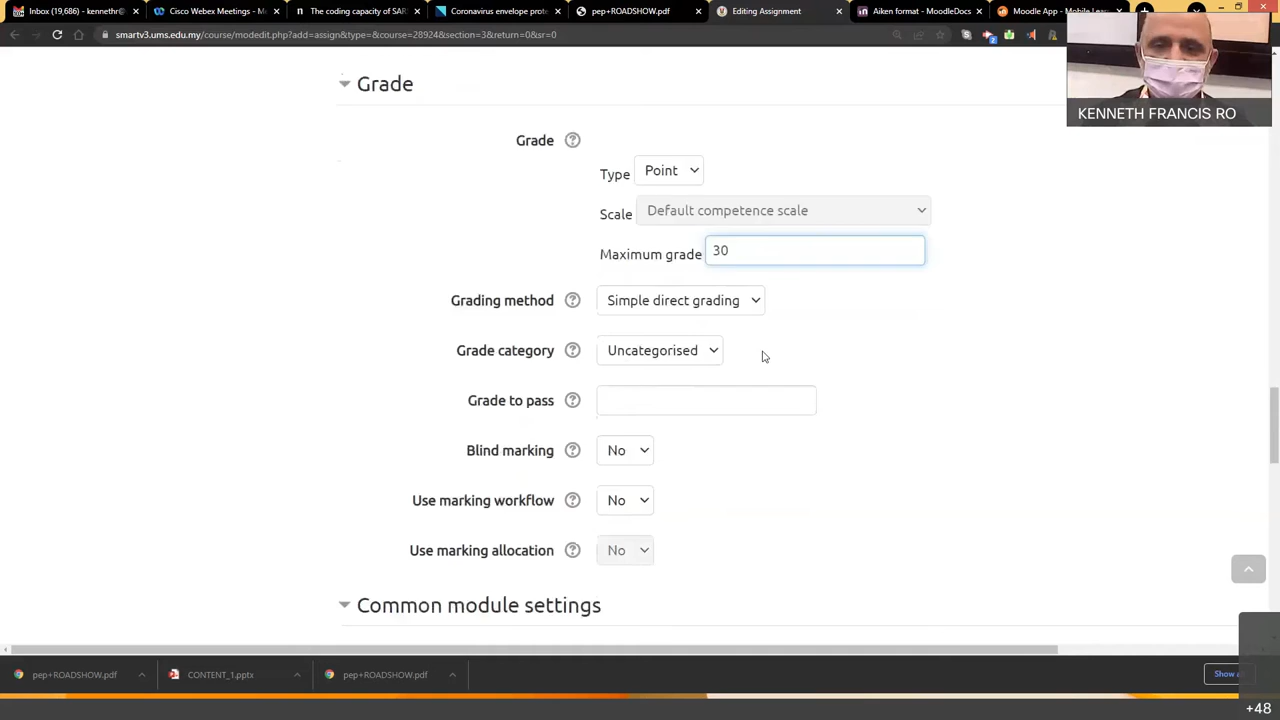 Inbox (19,686) - kennethr@
Cisco Webex Meetings - M
The coding capacity of SAR
Coronavirus envelope prote
pep+ROADSHOW.pdf
Editing Assignment
Aiken format - MoodleDocs
Moodle App - Mobile Lea
smartv3.ums.edu.my/course/modedit.php?add=assign&type=&course=28924&section=3&return=0&sr=0
KENNETH FRANCIS RO
Grade
Grade
Type Point
Scale Default competence scale
Maximum grade 30
Grading method Simple direct grading
Grade category Uncategorised
Grade to pass
Blind marking No
Use marking workflow No
Use marking allocation No
Common module settings
pep+ROADSHOW.pdf
CONTENT_1.pptx
pep+ROADSHOW.pdf
Show a
+48